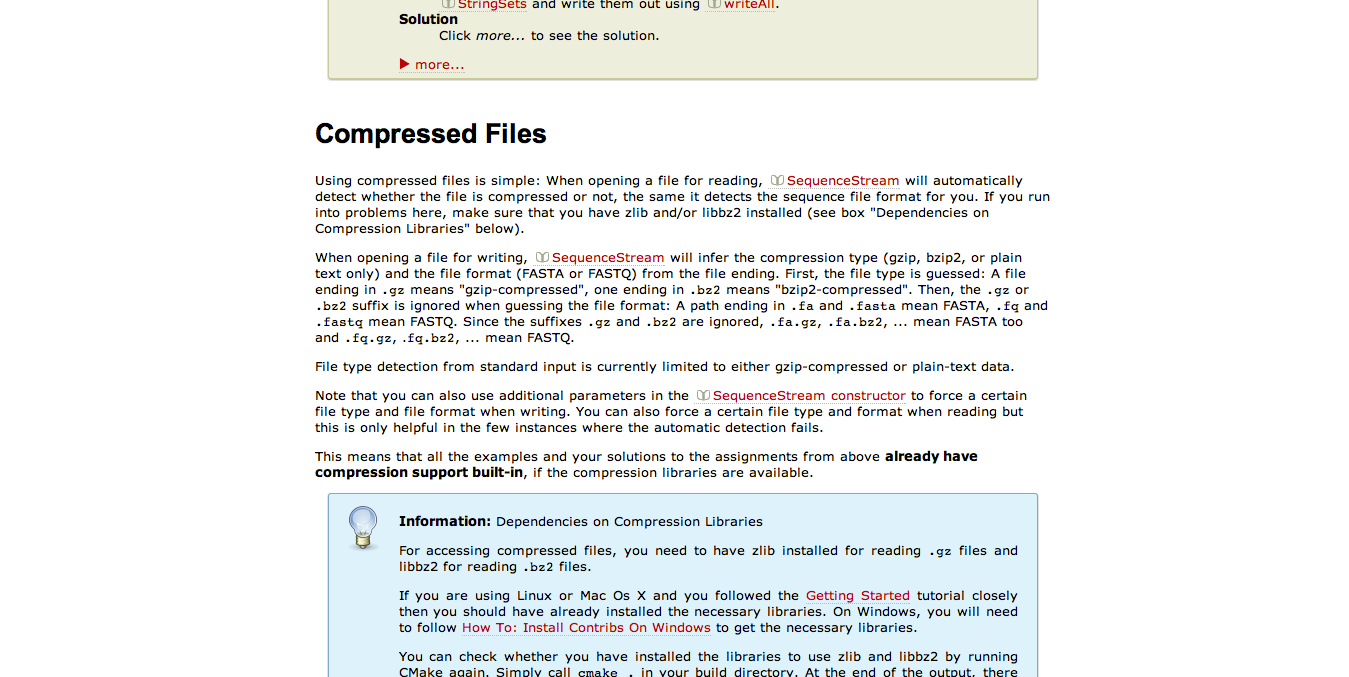 StringSets and write them out using writeAll.
Solution
Click more... to see the solution.
more...
Compressed Files
Using compressed files is simple: When opening a file for reading, SequenceStream will automatically
detect whether the file is compressed or not, the same it detects the sequence file format for you. If you run
into problems here, make sure that you have zlib and/or libbz2 installed (see box "Dependencies on
Compression Libraries" below).
When opening a file for writing, SequenceStream will infer the compression type (gzip, bzip2, or plain
text only) and the file format (FASTA or FASTQ) from the file ending. First, the file type is guessed: A file
ending in .gz means "gzip-compressed", one ending in .bz2 means "bzip2-compressed". Then, the .gz or
.bz2 suffix is ignored when guessing the file format: A path ending in .fa and .fasta mean FASTA, .fq and
.fastq mean FASTQ. Since the suffixes .gz and .bz2 are ignored, .fa.gz, .fa.bz2, ... mean FASTA too
and .fq.gz, .fq.bz2, ... mean FASTQ.
File type detection from standard input is currently limited to either gzip-compressed or plain-text data.
Note that you can also use additional parameters in the SequenceStream constructor to force a certain
file type and file format when writing. You can also force a certain file type and format when reading but
this is only helpful in the few instances where the automatic detection fails.
This means that all the examples and your solutions to the assignments from above already have
compression support built-in, if the compression libraries are available.
Information: Dependencies on Compression Libraries
For accessing compressed files, you need to have zlib installed for reading .gz files and
libbz2 for reading .bz2 files.
If you are using Linux or Mac Os X and you followed the Getting Started tutorial closely
then you should have already installed the necessary libraries. On Windows, you will need
to follow How To: Install Contribs On Windows to get the necessary libraries.
You can check whether you have installed the libraries to use zlib and libbz2 by running
CMake again. Simply call cmake . in your build directory. At the end of the output, there